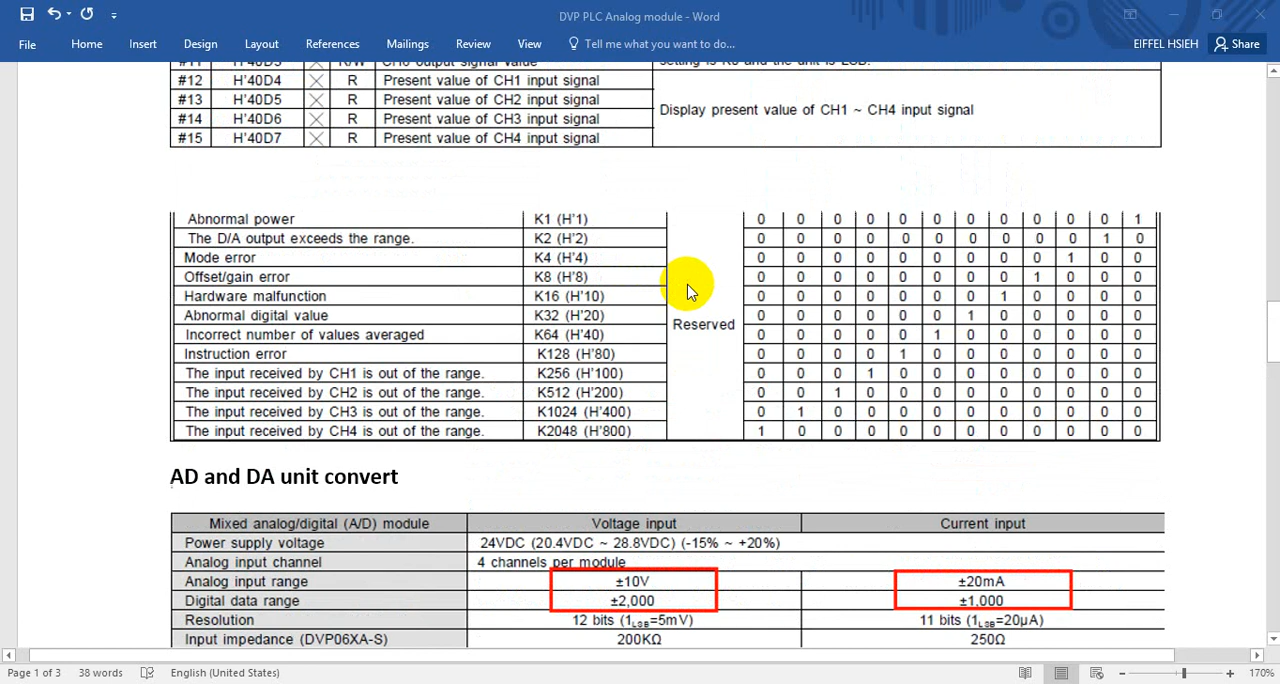 DVP PLC Analog module - Word
File Home Insert Design Layout References Mailings Review View Tell me what you want to do... EIFFEL HSIEH Share
#12 H'40D4 R Present value of CH1 input signal
#13 H'40D5 R Present value of CH2 input signal
#14 H'40D6 R Present value of CH3 input signal
#15 H'40D7 R Present value of CH4 input signal
Display present value of CH1 ~ CH4 input signal
Abnormal power K1 (H'1) 0 0 0 0 0 0 0 0 0 0 0 1
The D/A output exceeds the range. K2 (H'2) 0 0 0 0 0 0 0 0 0 0 1 0
Mode error K4 (H'4) 0 0 0 0 0 0 0 0 0 1 0 0
Offset/gain error K8 (H'8) 0 0 0 0 0 0 0 0 1 0 0 0
Hardware malfunction K16 (H'10) 0 0 0 0 0 0 0 1 0 0 0 0
Abnormal digital value K32 (H'20) 0 0 0 0 0 0 1 0 0 0 0 0
Reserved
Incorrect number of values averaged K64 (H'40) 0 0 0 0 0 1 0 0 0 0 0 0
Instruction error K128 (H'80) 0 0 0 0 1 0 0 0 0 0 0 0
The input received by CH1 is out of the range. K256 (H'100) 0 0 0 1 0 0 0 0 0 0 0 0
The input received by CH2 is out of the range. K512 (H'200) 0 0 1 0 0 0 0 0 0 0 0 0
The input received by CH3 is out of the range. K1024 (H'400) 0 1 0 0 0 0 0 0 0 0 0 0
The input received by CH4 is out of the range. K2048 (H'800) 1 0 0 0 0 0 0 0 0 0 0 0
AD and DA unit convert
Mixed analog/digital (A/D) module Voltage input Current input
Power supply voltage 24VDC (20.4VDC ~ 28.8VDC) (-15% ~ +20%)
Analog input channel 4 channels per module
Analog input range ±10V ±20mA
Digital data range ±2,000 ±1,000
Resolution 12 bits (1LSB=5mV) 11 bits (1LSB=20μA)
Input impedance (DVP06XA-S) 200KΩ 250Ω
Page 1 of 3 38 words English (United States) 170%